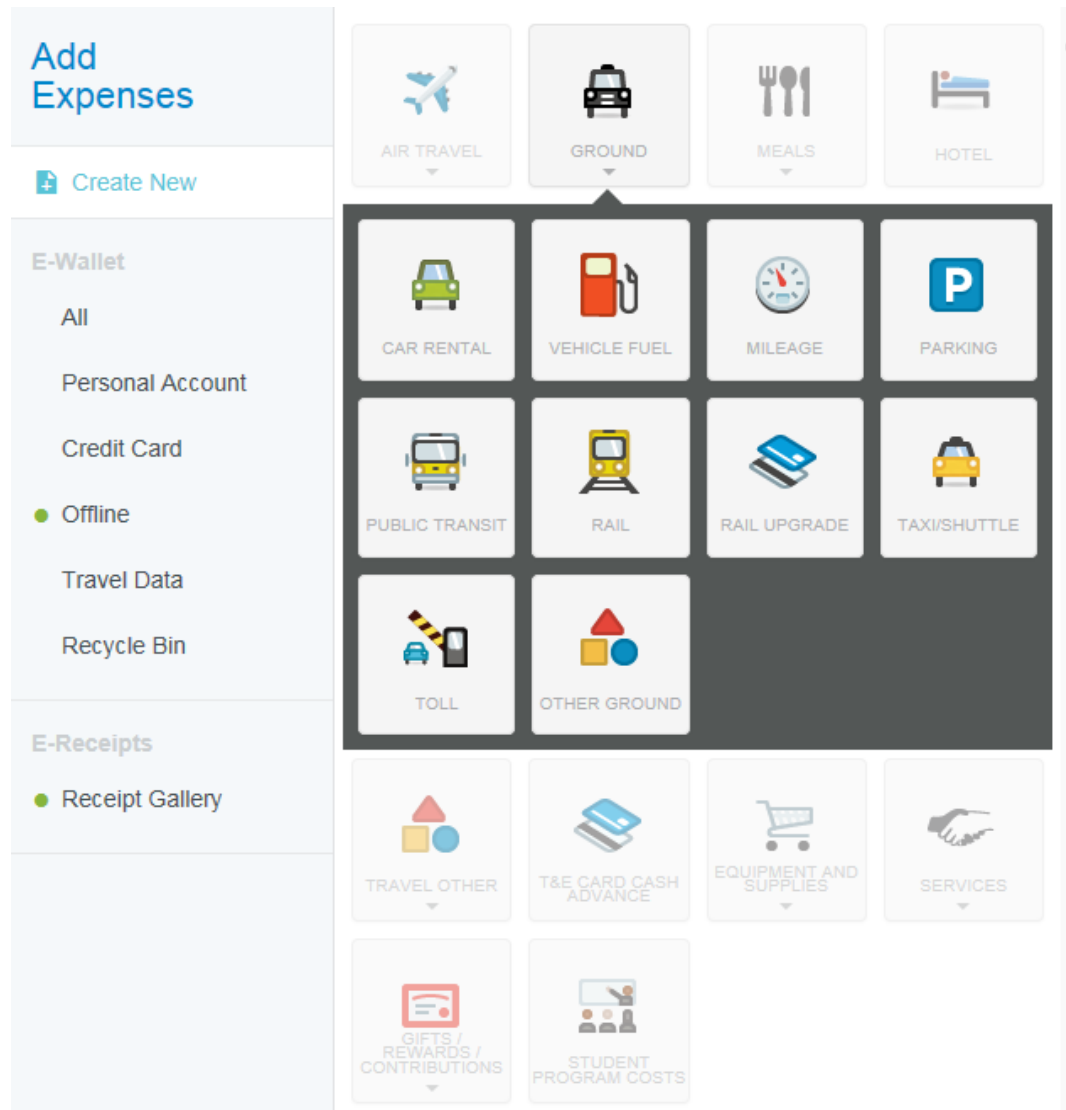 Add
Expenses
Create New
E-Wallet
All
Personal Account
Credit Card
Offline
Travel Data
Recycle Bin
E-Receipts
Receipt Gallery
AIR TRAVEL
GROUND
MEALS
HOTEL
CAR RENTAL
VEHICLE FUEL
MILEAGE
P
PARKING
PUBLIC TRANSIT
RAIL
RAIL UPGRADE
TAXI/SHUTTLE
TOLL
OTHER GROUND
TRAVEL OTHER
T&E CARD CASH
ADVANCE
EQUIPMENT AND
SUPPLIES
SERVICES
GIFTS /
REWARDS /
CONTRIBUTIONS
STUDENT
PROGRAM COSTS